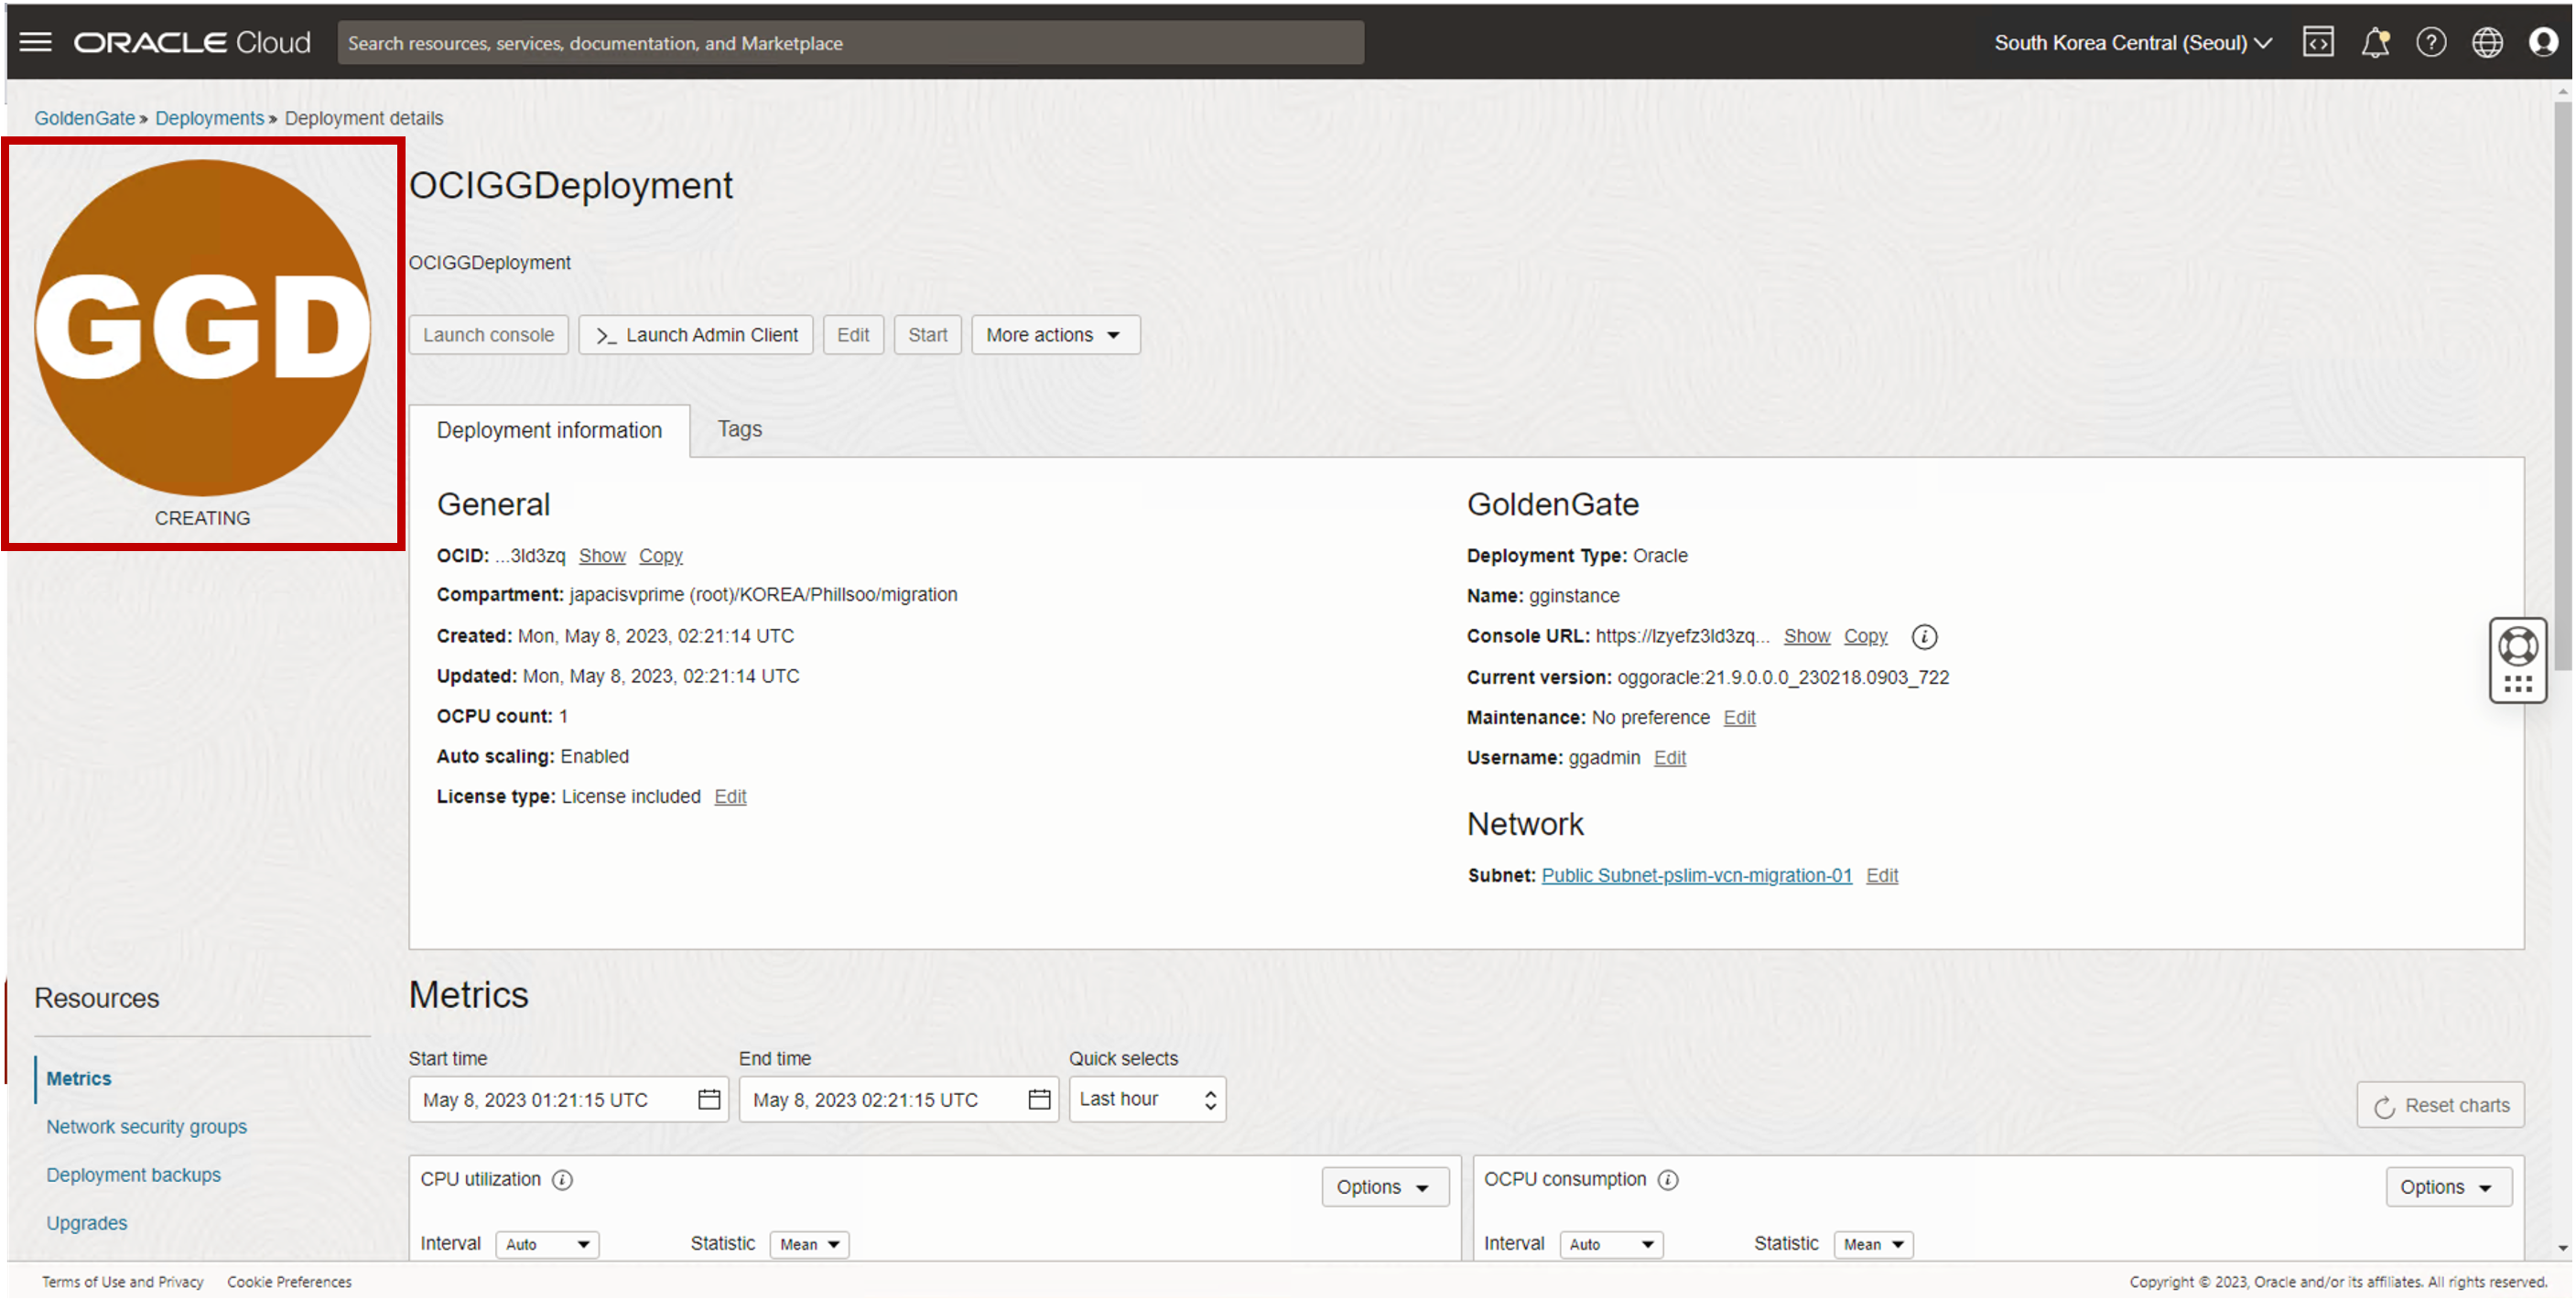 ORACLE Cloud
Search resources, services, documentation, and Marketplace
South Korea Central (Seoul)
GoldenGate » Deployments » Deployment details
GGD
CREATING
OCIGGDeployment
OCIGGDeployment
Launch console
>_ Launch Admin Client
Edit
Start
More actions
Deployment information
Tags
General
OCID: ...3ld3zq Show Copy
Compartment: japacisvprime (root)/KOREA/Phillsoo/migration
Created: Mon, May 8, 2023, 02:21:14 UTC
Updated: Mon, May 8, 2023, 02:21:14 UTC
OCPU count: 1
Auto scaling: Enabled
License type: License included Edit
GoldenGate
Deployment Type: Oracle
Name: gginstance
Console URL: https://lzyefz3ld3zq... Show Copy
Current version: oggoracle:21.9.0.0.0_230218.0903_722
Maintenance: No preference Edit
Username: ggadmin Edit
Network
Subnet: Public Subnet-pslim-vcn-migration-01 Edit
Resources
Metrics
Network security groups
Deployment backups
Upgrades
Metrics
Start time
May 8, 2023 01:21:15 UTC
End time
May 8, 2023 02:21:15 UTC
Quick selects
Last hour
Reset charts
CPU utilization
Options
Interval Auto
Statistic Mean
OCPU consumption
Options
Interval Auto
Statistic Mean
Terms of Use and Privacy Cookie Preferences
Copyright © 2023, Oracle and/or its affiliates. All rights reserved.